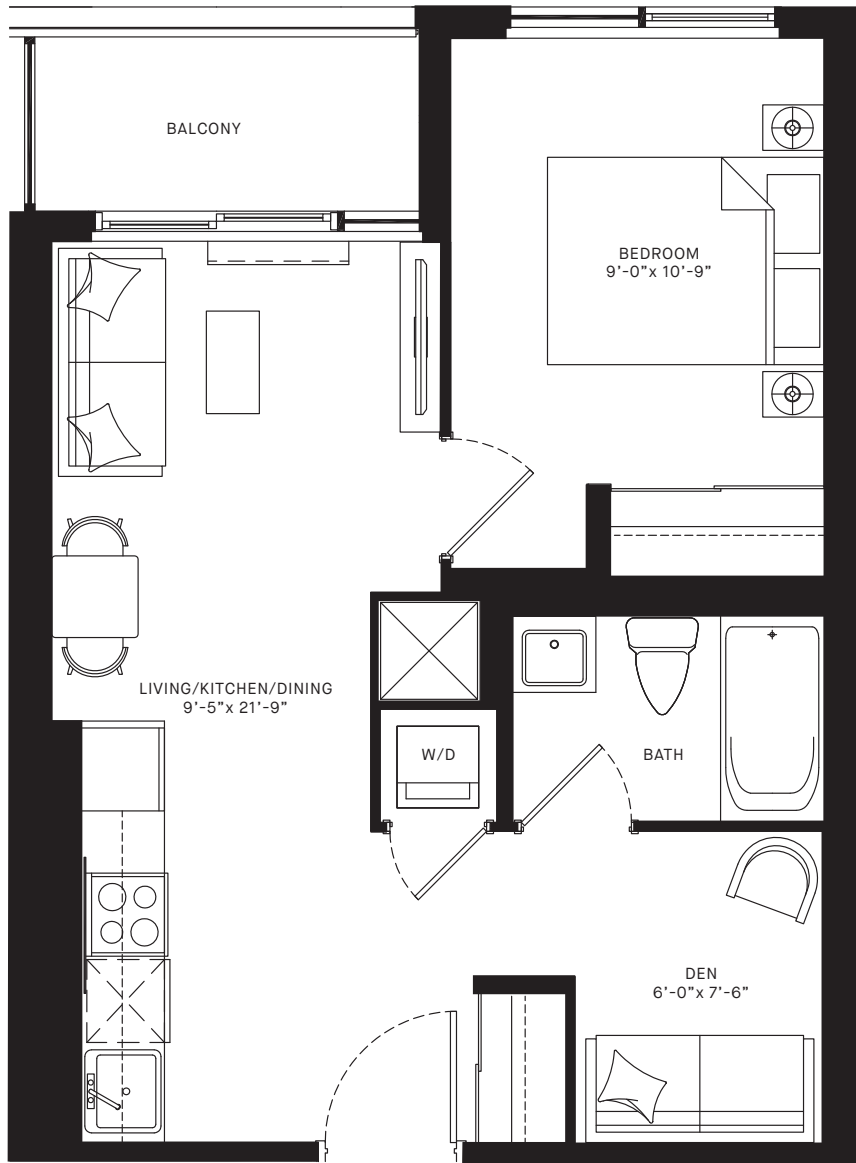 BALCONY
BEDROOM
9’-0”x 10’-9”
LIVING/KITCHEN/DINING
9’-5”x 21’-9”
W/D
BATH
DEN
6’-0”x 7’-6”